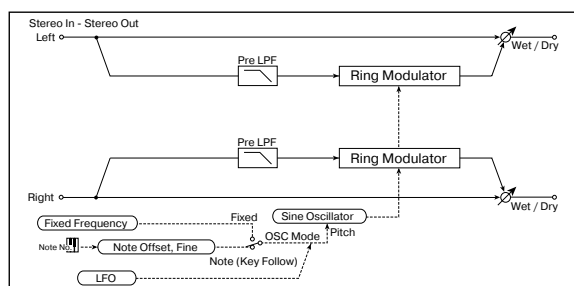 Stereo In - Stereo Out
Left
Wet / Dry
Pre LPF
Ring Modulator
Pre LPF
Ring Modulator
Right
Wet / Dry
Fixed Frequency
Fixed
Sine Oscillator
OSC Mode
Pitch
Note No.
Note Offset, Fine
Note (Key Follow)
LFO